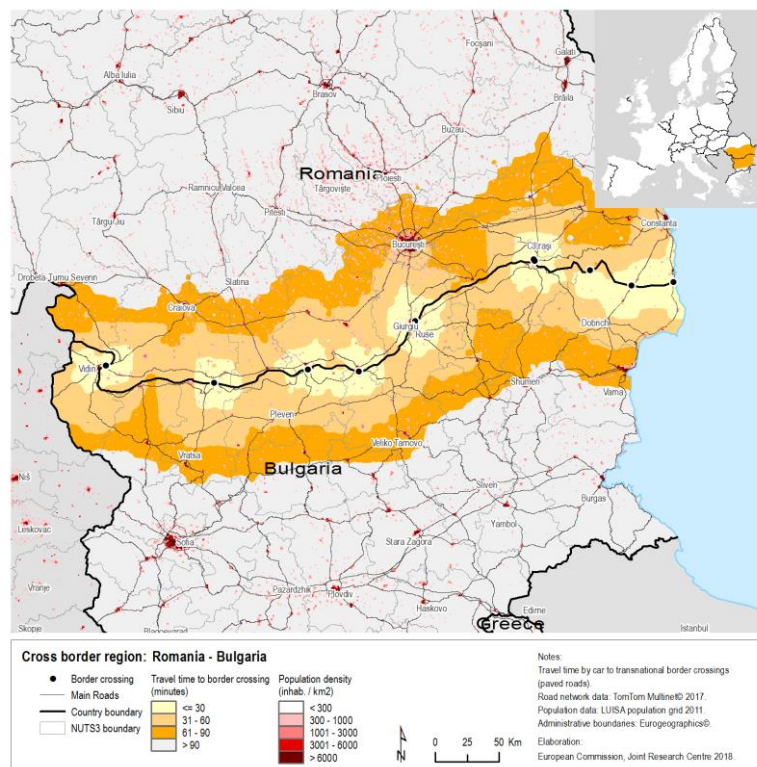 Focşani
Galati
Alba Iulia
Brasov
Sibiu
Brăila
Buzau
Romania
Ploiesti
Ramnicu Valcea
Târgovişte
Târgu Jiu
Pitesti
Constanta
Bucureşti
Călăraşi
Drobeta Turnu Severin
Slatina
Craiova
Giurgiu
Ruse
Dobrich
Vidin
Shumen
Varna
Pleven
Veliko Tarnovo
Vratsa
Bulgaria
Niš
Sliven
Burgas
Yambol
Leskovac
Sofia
Stara Zagora
Vranje
Pazardzhik
Plovdiv
Haskovo
Edirne
Skopje
Blagoevgrad
Greece
Istanbul
Cross border region: Romania - Bulgaria
Border crossing
Main Roads
Country boundary
NUTS3 boundary
Travel time to border crossing
(minutes)
<= 30
31 - 60
61 - 90
> 90
Population density
(inhab. / km2)
< 300
300 - 1000
1001 - 3000
3001 - 6000
> 6000
N
0 25 50 Km
Notes:
Travel time by car to transnational border crossings
(paved roads).
Road network data: TomTom Multinet© 2017.
Population data: LUISA population grid 2011.
Administrative boundaries: Eurogeographics©.
Elaboration:
European Commission, Joint Research Centre 2018.